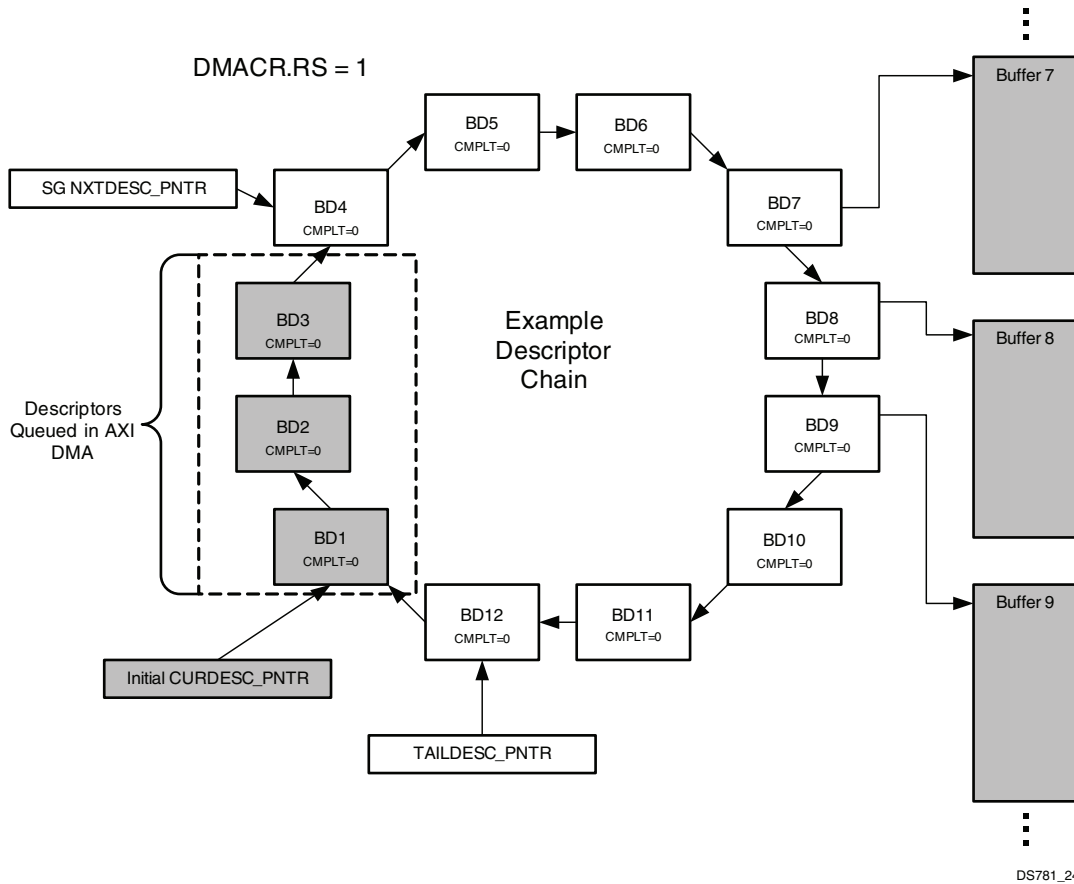 DMACR.RS = 1
Buffer 7
BD5
CMPLT=0
BD6
CMPLT=0
SG NXTDESC_PNTR
BD4
CMPLT=0
BD7
CMPLT=0
BD3
CMPLT=0
Example
Descriptor
Chain
BD8
CMPLT=0
Buffer 8
Descriptors
Queued in AXI
DMA
BD2
CMPLT=0
BD9
CMPLT=0
BD1
CMPLT=0
BD10
CMPLT=0
BD12
CMPLT=0
BD11
CMPLT=0
Buffer 9
Initial CURDESC_PNTR
TAILDESC_PNTR
DS781_24